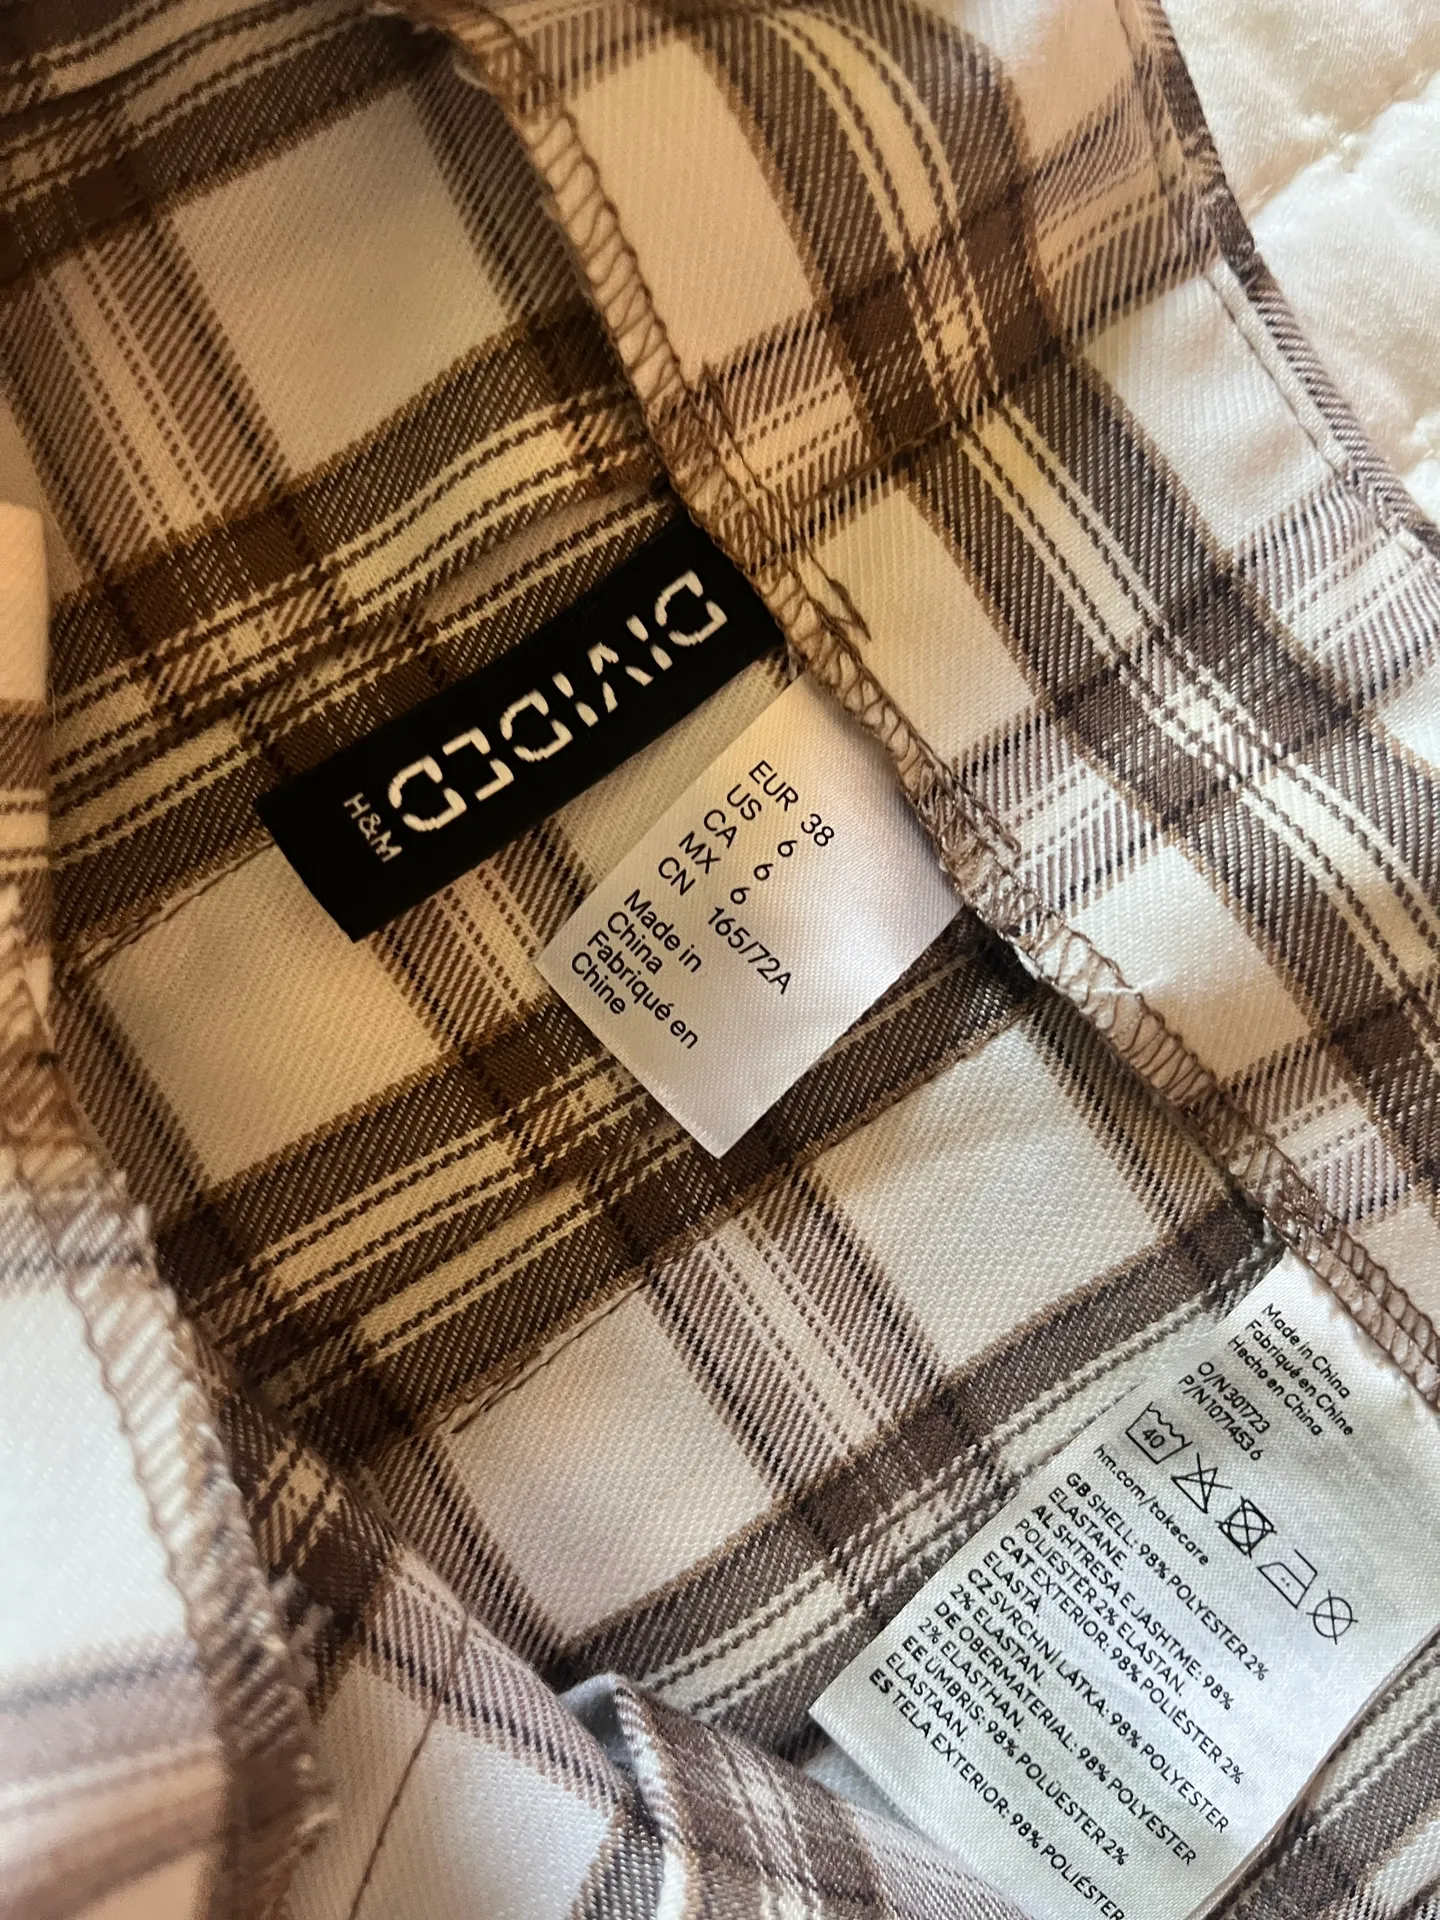 DIVIDED
H&M
EUR 38
US 6
CA 6
MX 6
CN 165/72A
Made in
China
Fabriqué en
Chine
Made in China
Fabriqué en Chine
Hecho en China
O/N 301723
P/N 1071453 6
40
hm.com/takecare
GB SHELL: 98% POLYESTER 2%
ELASTANE.
AL SHTRESA E JASHTME: 98%
POLIESTËR 2% ELASTAN.
CAT EXTERIOR: 98% POLIÈSTER 2%
ELASTÀ.
CZ SVRCHNÍ LÁTKA: 98% POLYESTER
2% ELASTAN.
DE OBERMATERIAL: 98% POLYESTER
2% ELASTHAN.
EE ÜMBRIS: 98% POLÜESTER 2%
ELASTAAN.
ES TELA EXTERIOR: 98% POLIÉSTER